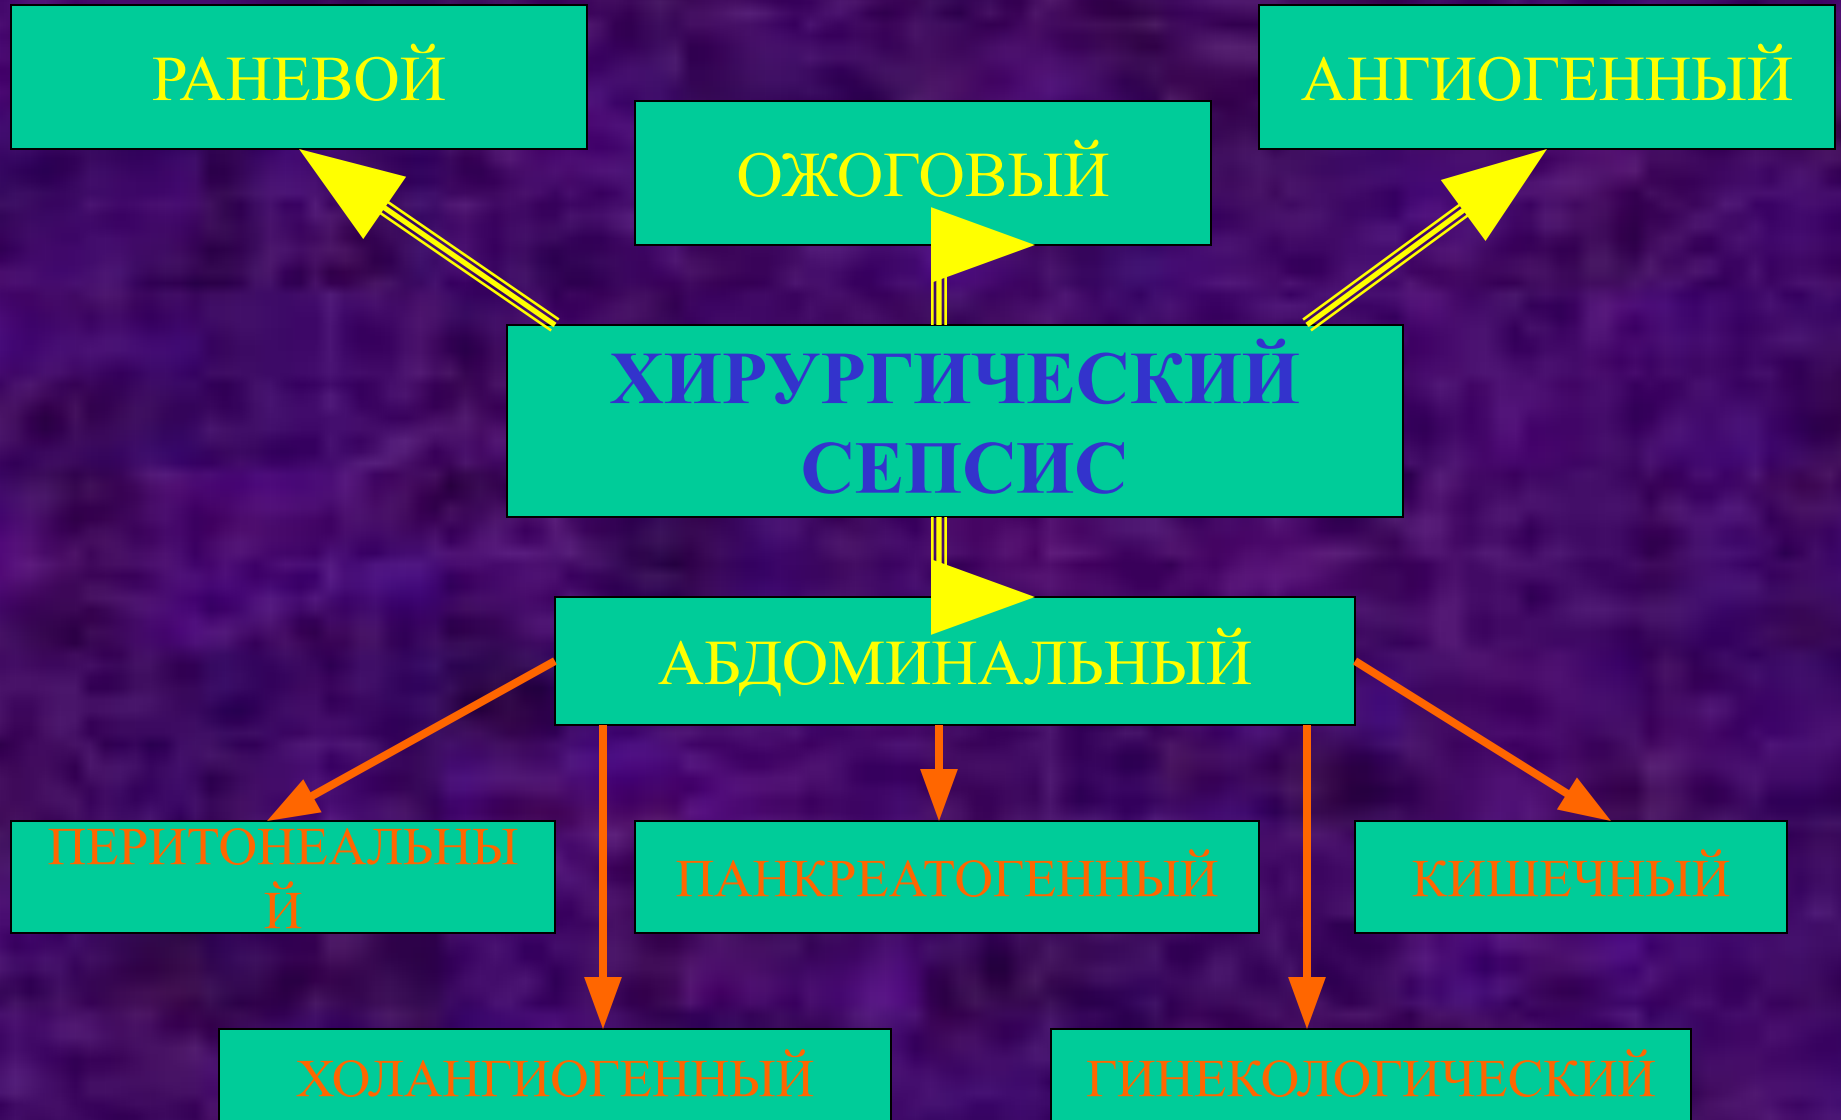 РАНЕВОЙ
АНГИОГЕННЫЙ
ОЖОГОВЫЙ
ХИРУРГИЧЕСКИЙ
СЕПСИС
АБДОМИНАЛЬНЫЙ
ПЕРИТОНЕАЛЬНЫ
Й
ПАНКРЕАТОГЕННЫЙ
КИШЕЧНЫЙ
ХОЛАНГИОГЕННЫЙ
ГИНЕКОЛОГИЧЕСКИЙ